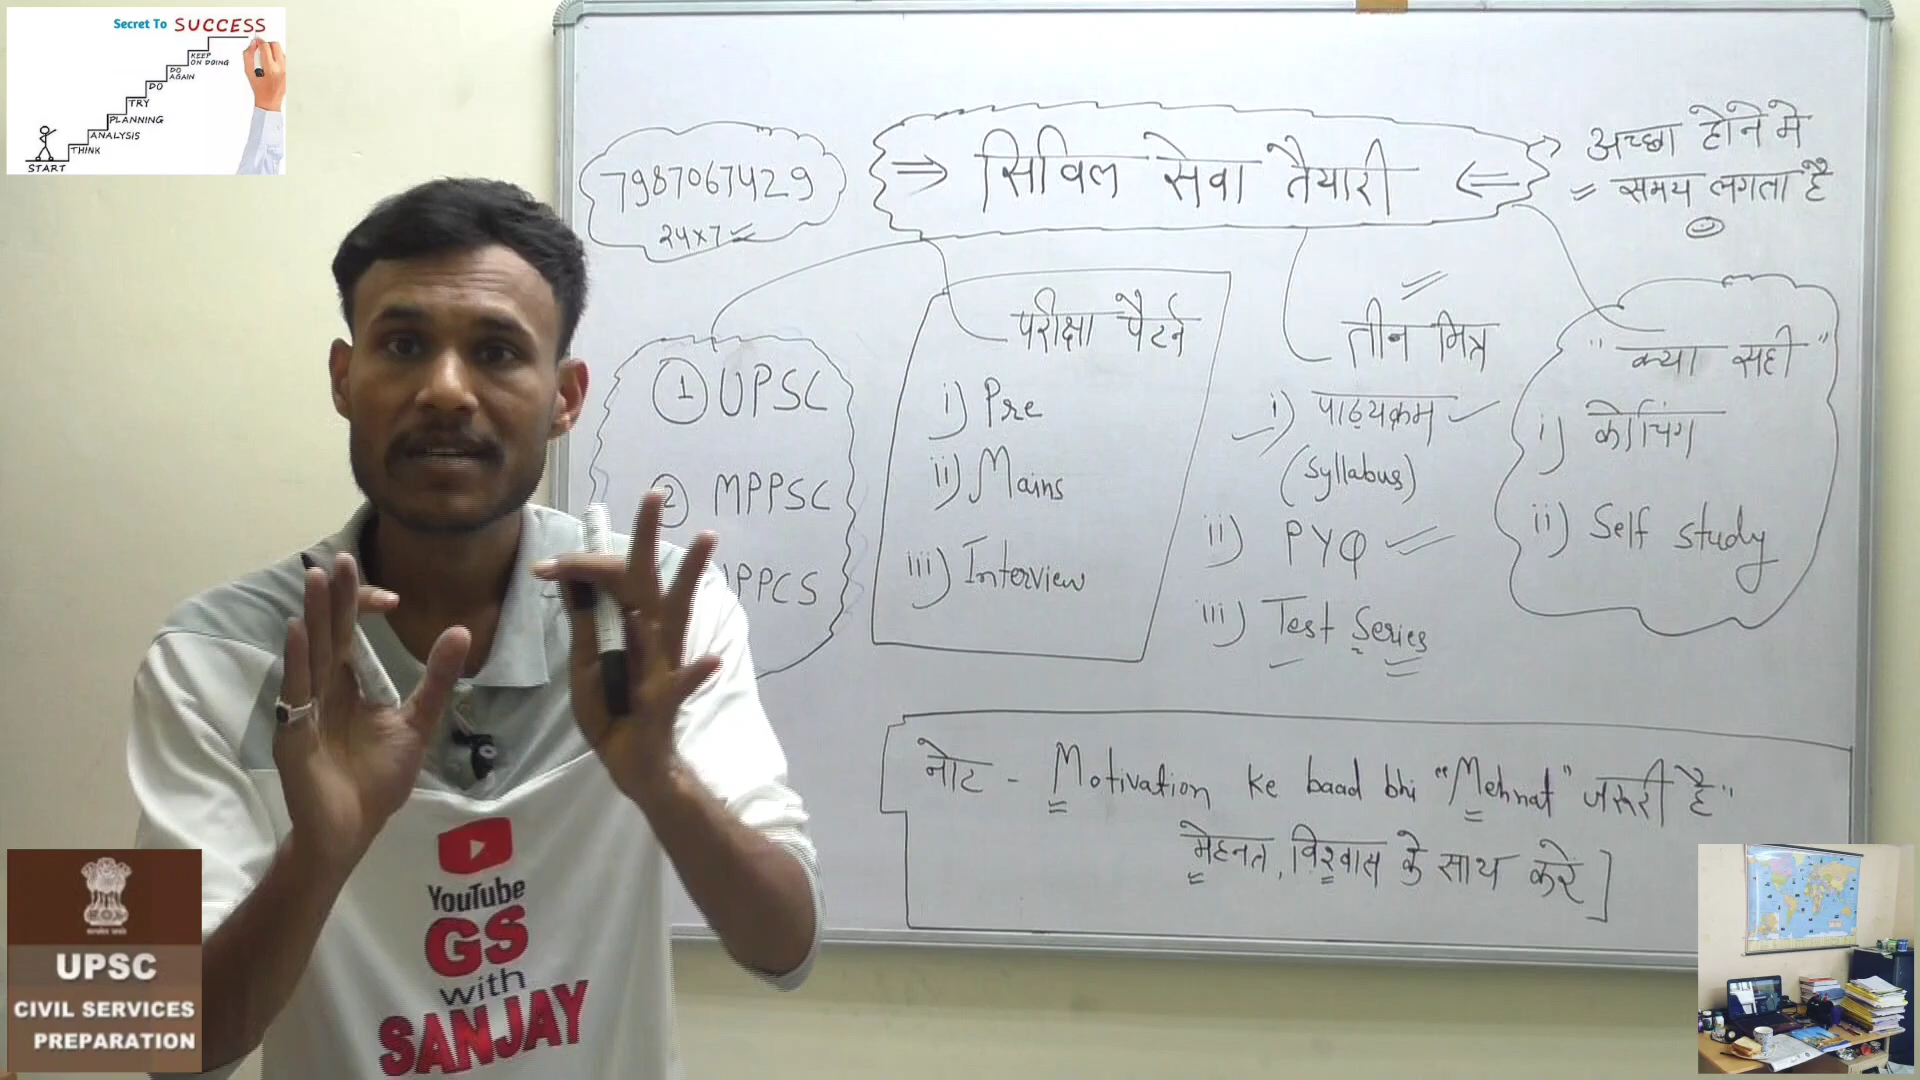 Secret To SUCCESS
KEEP ON DOING
DO AGAIN
DO
TRY
PLANNING
ANALYSIS
THINK
START
7987067429
24x7
⇒ सिविल सेवा तैयारी ⇐
अच्छा होने मे
= समय लगता है
① UPSC
② MPPSC
PPCS
परीक्षा पैटर्न
i) Pre
ii) Mains
iii) Interview
तीन मित्र
i) पाठ्यक्रम
(Syllabus)
ii) PYQ
iii) Test Series
"क्या सही"
i) कोचिंग
ii) Self study
नोट - Motivation ke baad bhi "Mehnat" जरूरी है"
मेहनत, विश्वास के साथ करे]
YouTube
GS
with
SANJAY
UPSC
CIVIL SERVICES
PREPARATION